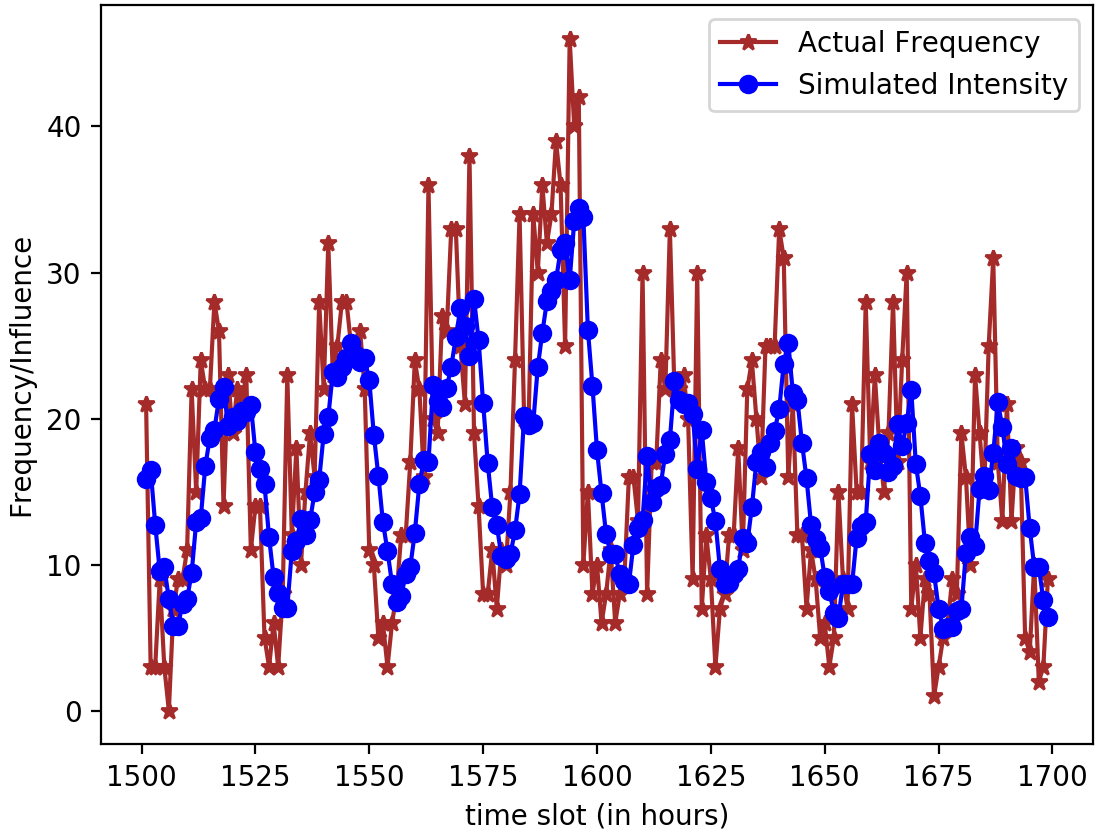 Actual Frequency
Simulated Intensity
Frequency/Influence
40
30
20
10
0
1500 1525 1550 1575 1600 1625 1650 1675 1700
time slot (in hours)